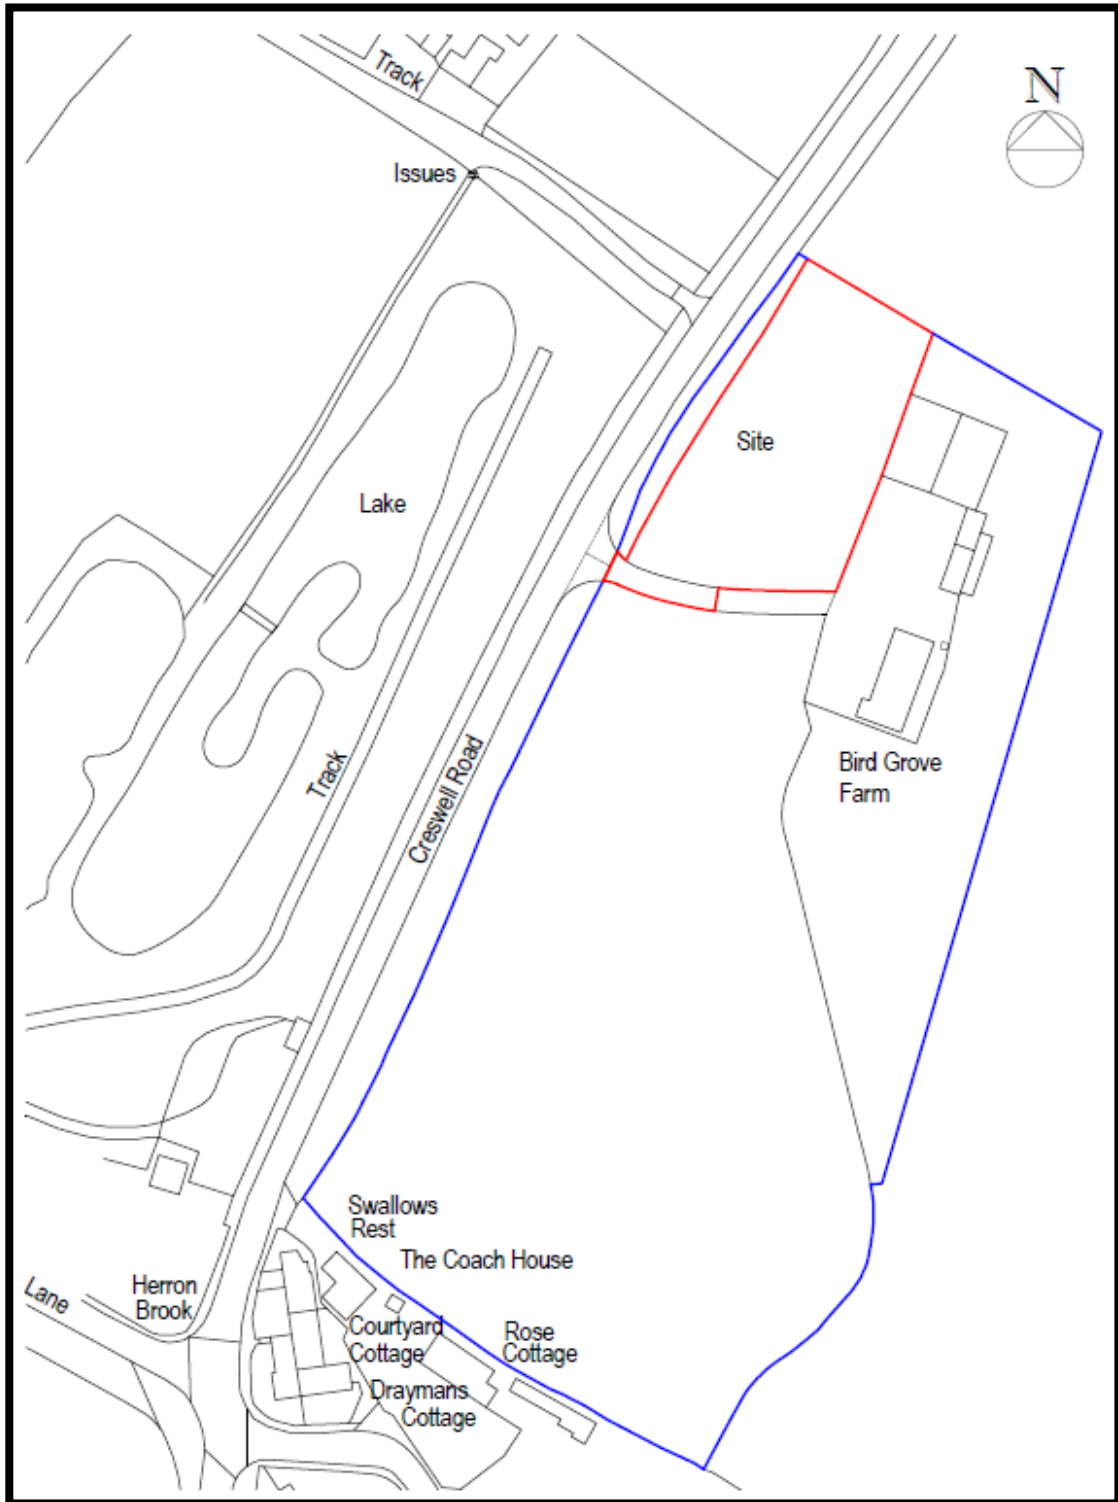 Track
N
Issues
Site
Lake
Track
Creswell Road
Bird Grove
Farm
Swallows
Rest
The Coach House
Herron
Brook
Lane
Courtyard
Cottage
Rose
Cottage
Draymans
Cottage